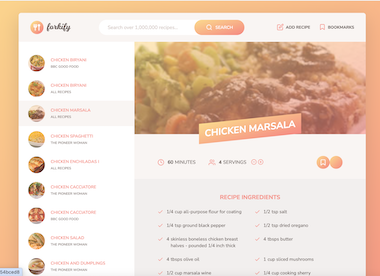 forkify
Search over 1,000,000 recipes...
SEARCH
ADD RECIPE
BOOKMARKS
CHICKEN BIRYANI
BBC GOOD FOOD
CHICKEN BIRYANI
ALL RECIPES
CHICKEN MARSALA
ALL RECIPES
CHICKEN SPAGHETTI
THE PIONEER WOMAN
CHICKEN ENCHILADAS I
ALL RECIPES
CHICKEN CACCIATORE
THE PIONEER WOMAN
CHICKEN CACCIATORE
BBC GOOD FOOD
CHICKEN SALAD
THE PIONEER WOMAN
CHICKEN AND DUMPLINGS
THE PIONEER WOMAN
CHICKEN MARSALA
60 MINUTES
4 SERVINGS
RECIPE INGREDIENTS
1/4 cup all-purpose flour for coating
1/2 tsp salt
1/4 tsp ground black pepper
1/2 tsp dried oregano
4 skinless boneless chicken breast
halves - pounded 1/4 inch thick
4 tbsps butter
4 tbsps olive oil
1 cup sliced mushrooms
1/2 cup marsala wine
1/4 cup cooking sherry